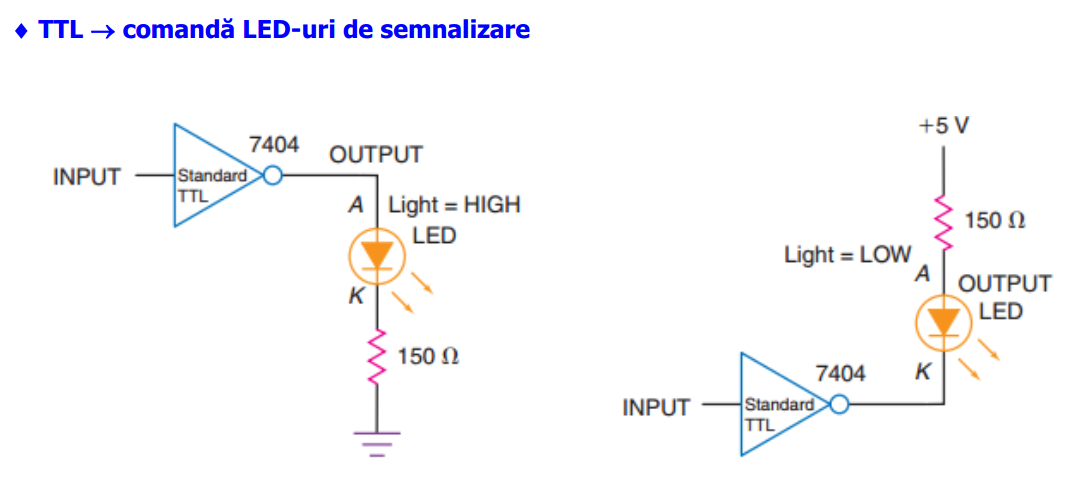 ♦ TTL → comandă LED-uri de semnalizare
7404
OUTPUT
INPUT
Standard
TTL
A
Light = HIGH
LED
K
150 Ω
+5 V
150 Ω
Light = LOW
A
OUTPUT
LED
7404
K
INPUT
Standard
TTL